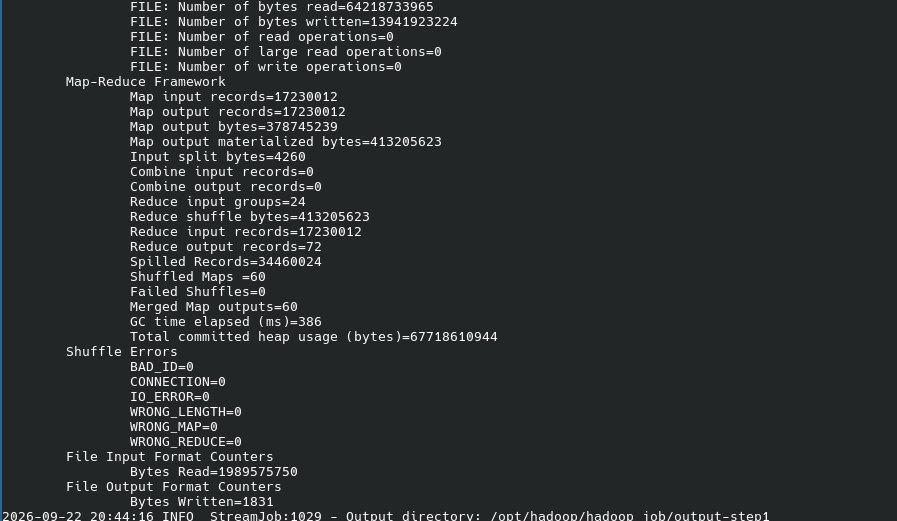 FILE: Number of bytes read=64218733965
FILE: Number of bytes written=13941923224
FILE: Number of read operations=0
FILE: Number of large read operations=0
FILE: Number of write operations=0
Map-Reduce Framework
Map input records=17230012
Map output records=17230012
Map output bytes=378745239
Map output materialized bytes=413205623
Input split bytes=4260
Combine input records=0
Combine output records=0
Reduce input groups=24
Reduce shuffle bytes=413205623
Reduce input records=17230012
Reduce output records=72
Spilled Records=34460024
Shuffled Maps =60
Failed Shuffles=0
Merged Map outputs=60
GC time elapsed (ms)=386
Total committed heap usage (bytes)=67718610944
Shuffle Errors
BAD_ID=0
CONNECTION=0
IO_ERROR=0
WRONG_LENGTH=0
WRONG_MAP=0
WRONG_REDUCE=0
File Input Format Counters
Bytes Read=1989575750
File Output Format Counters
Bytes Written=1831
2026-09-22 20:44:16 INFO  StreamJob:1029 - Output directory: /opt/hadoop/hadoop_job/output-step1